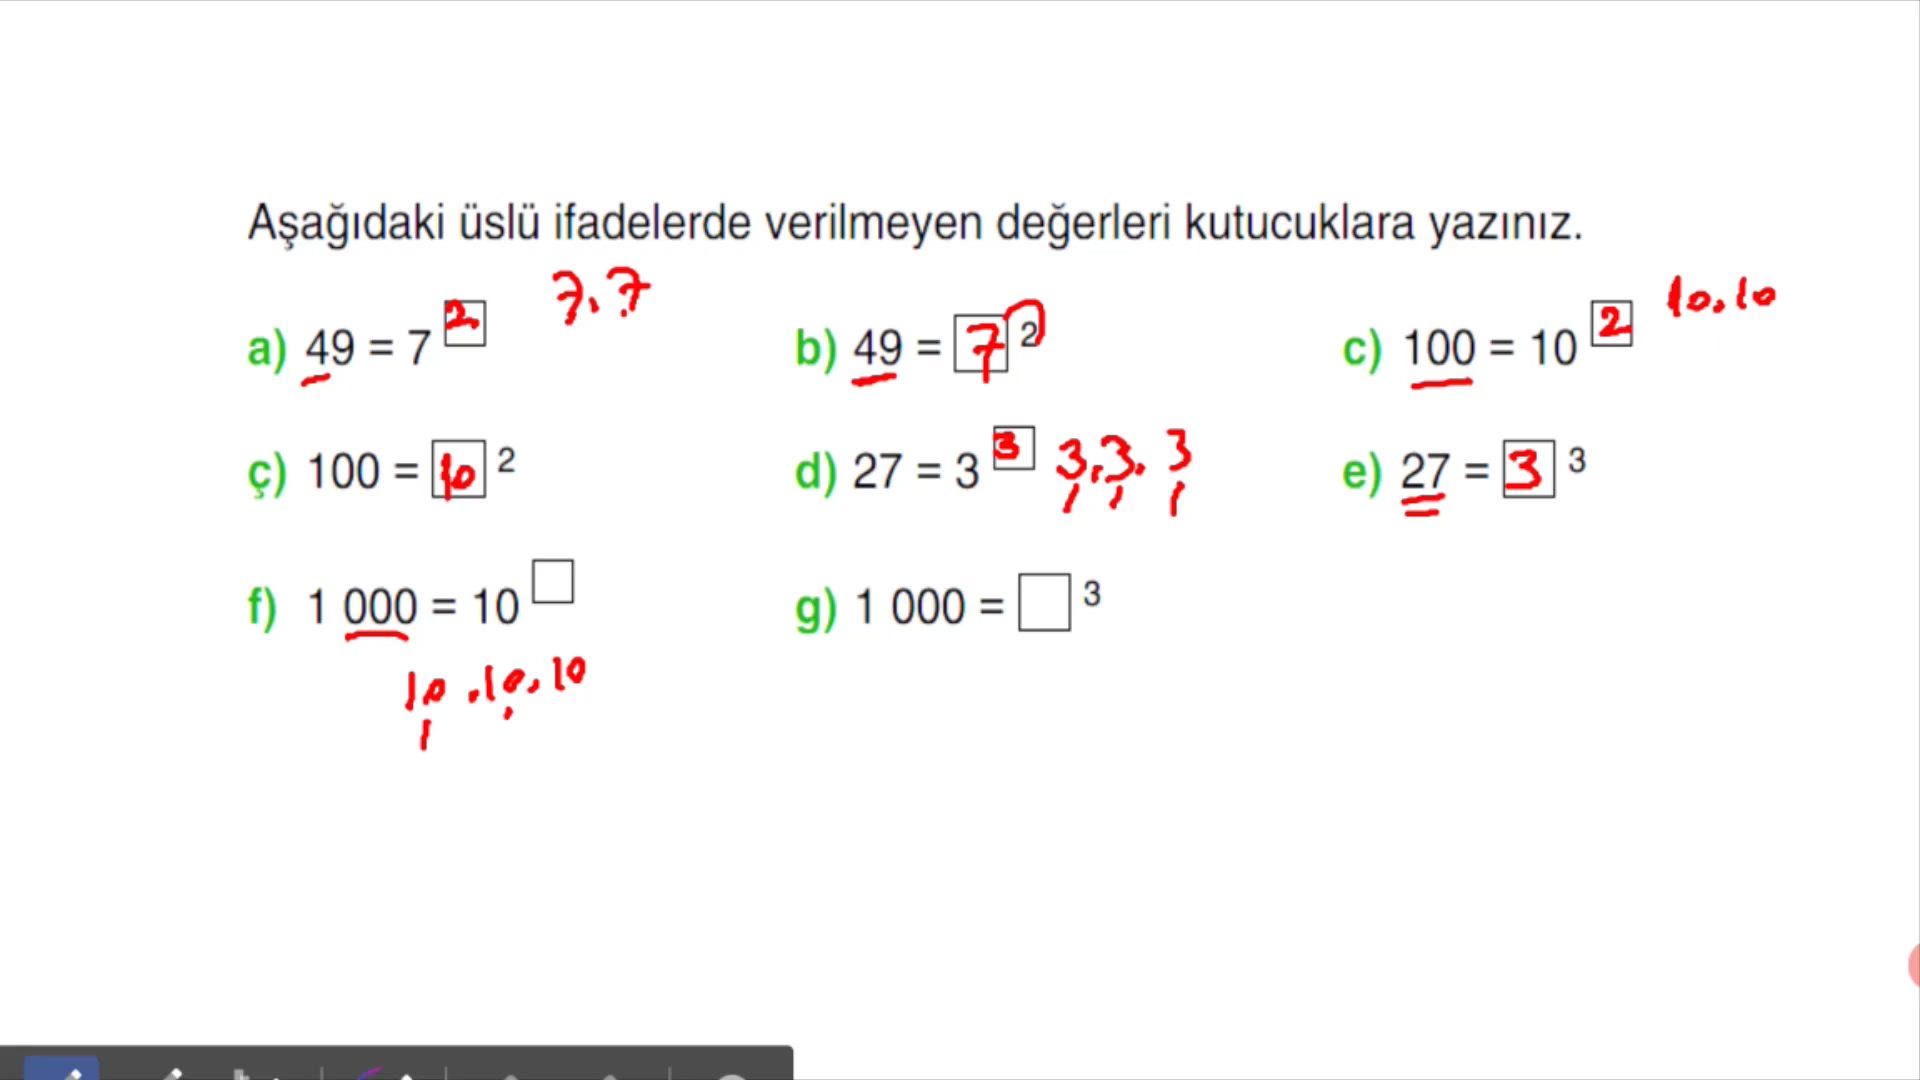 Aşağıdaki üslü ifadelerde verilmeyen değerleri kutucuklara yazınız.
a) 49 = 7 2 7.7
b) 49 = 7 2
c) 100 = 10 2 10.10
ç) 100 = 10 2
d) 27 = 3 3 3.3.3
e) 27 = 3 3
f) 1 000 = 10
g) 1 000 = 3
10.10.10